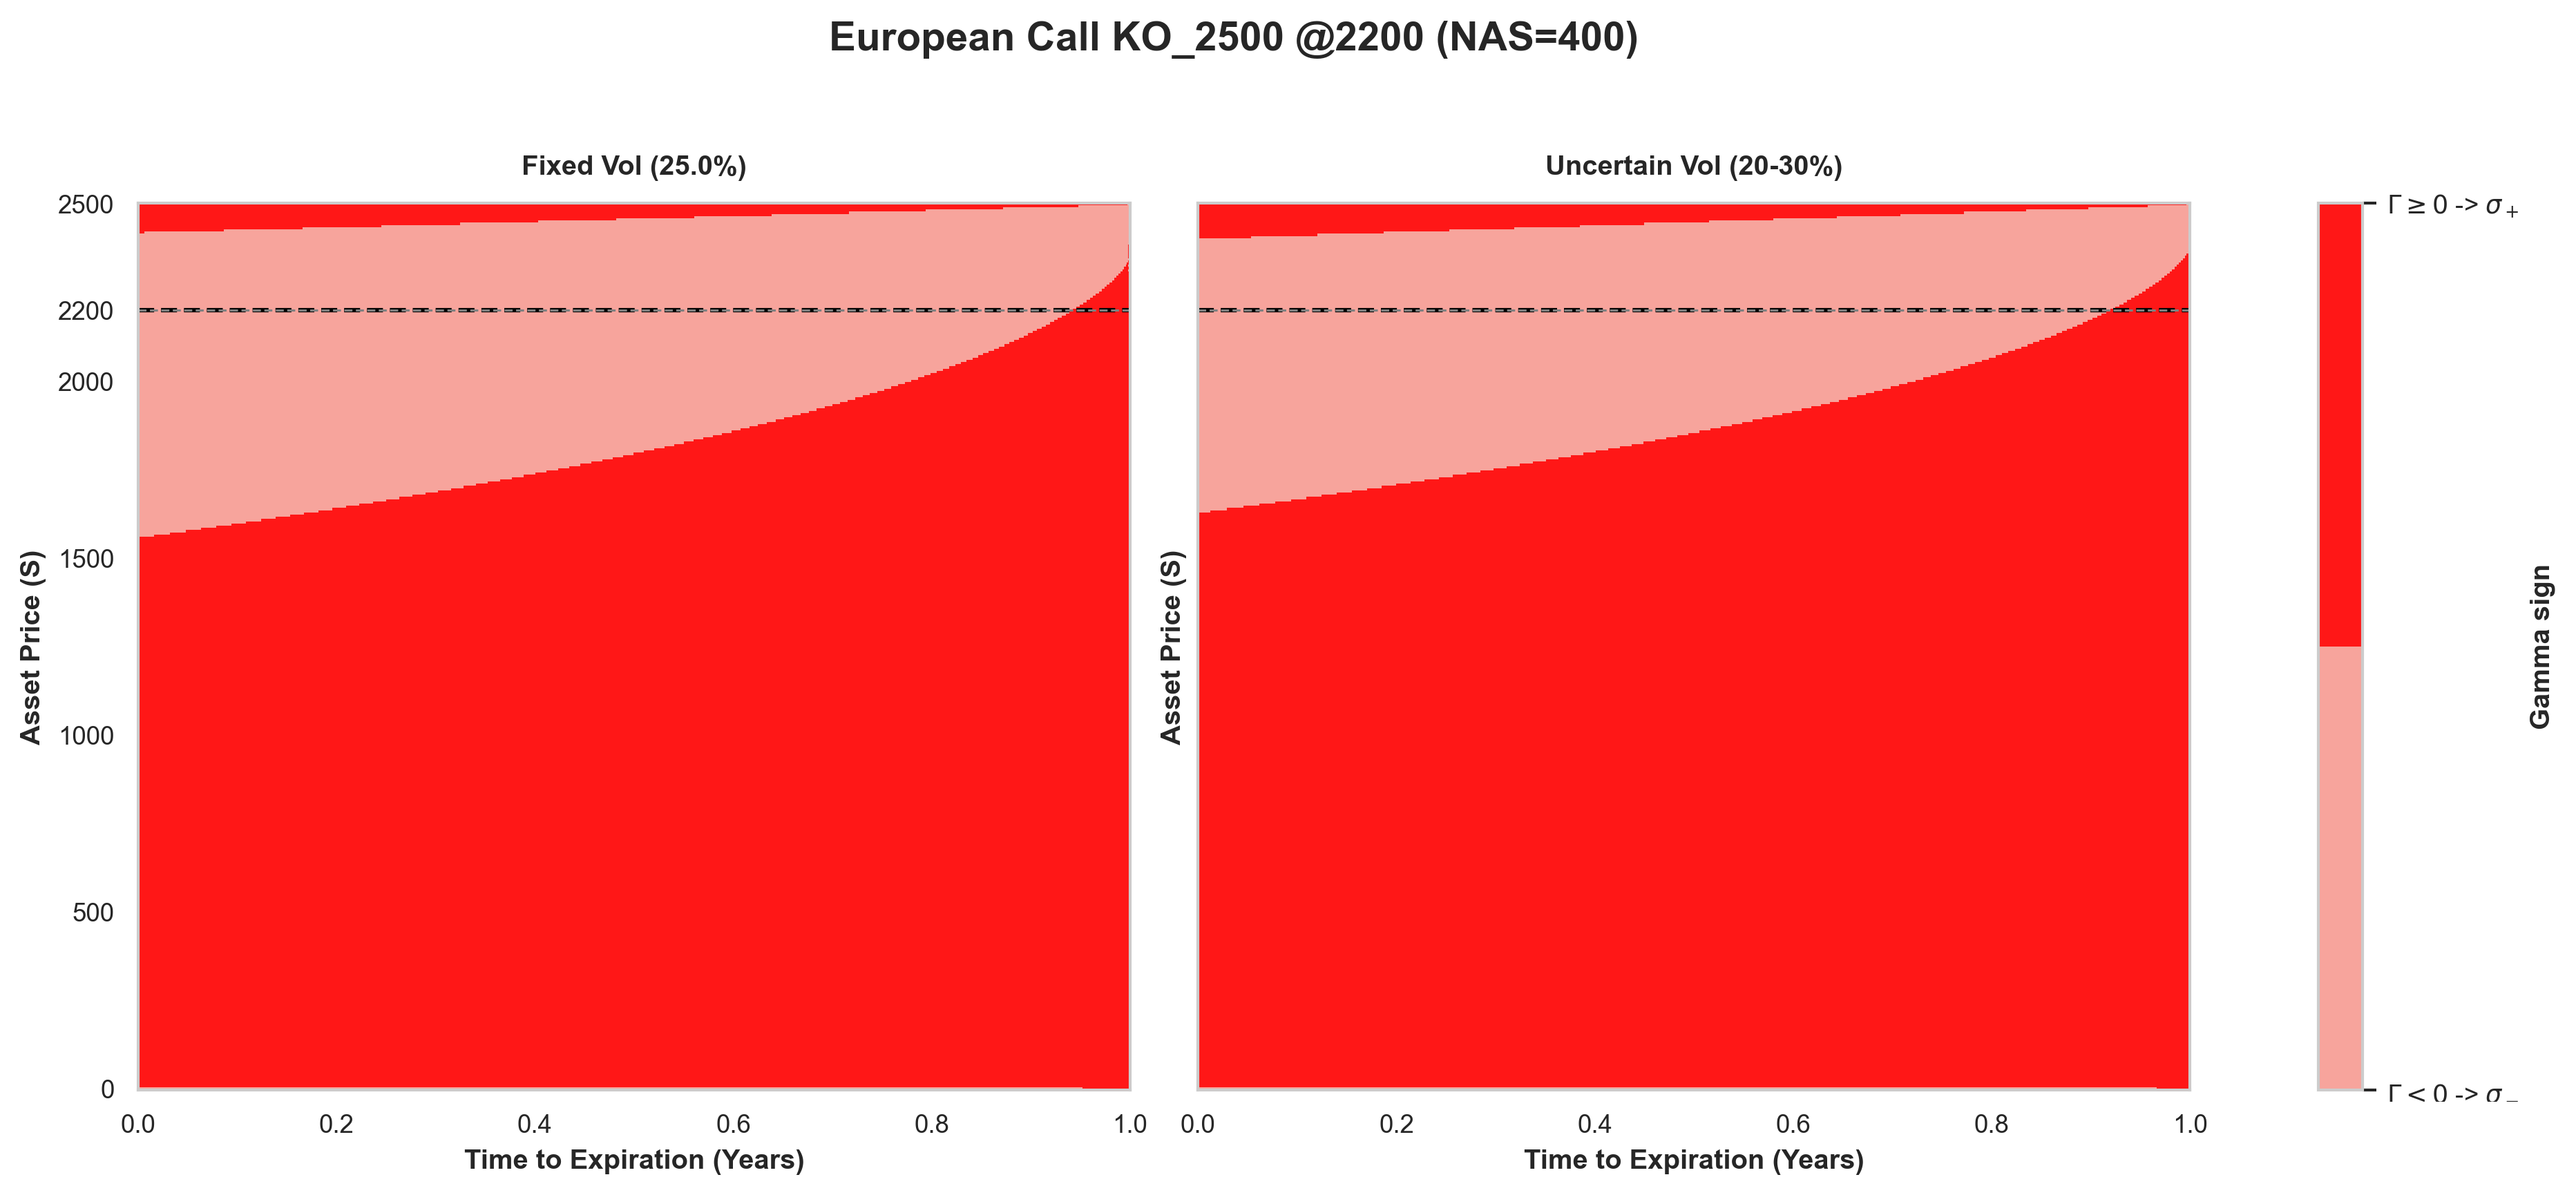 European Call KO_2500 @2200 (NAS=400)
Fixed Vol (25.0%)
Asset Price (S)
2500
2200
2000
1500
1000
500
0
0.0 0.2 0.4 0.6 0.8 1.0
Time to Expiration (Years)
Uncertain Vol (20-30%)
Asset Price (S)
0.0 0.2 0.4 0.6 0.8 1.0
Time to Expiration (Years)
Γ ≥ 0 -> σ₊
Γ < 0 -> σ₋
Gamma sign